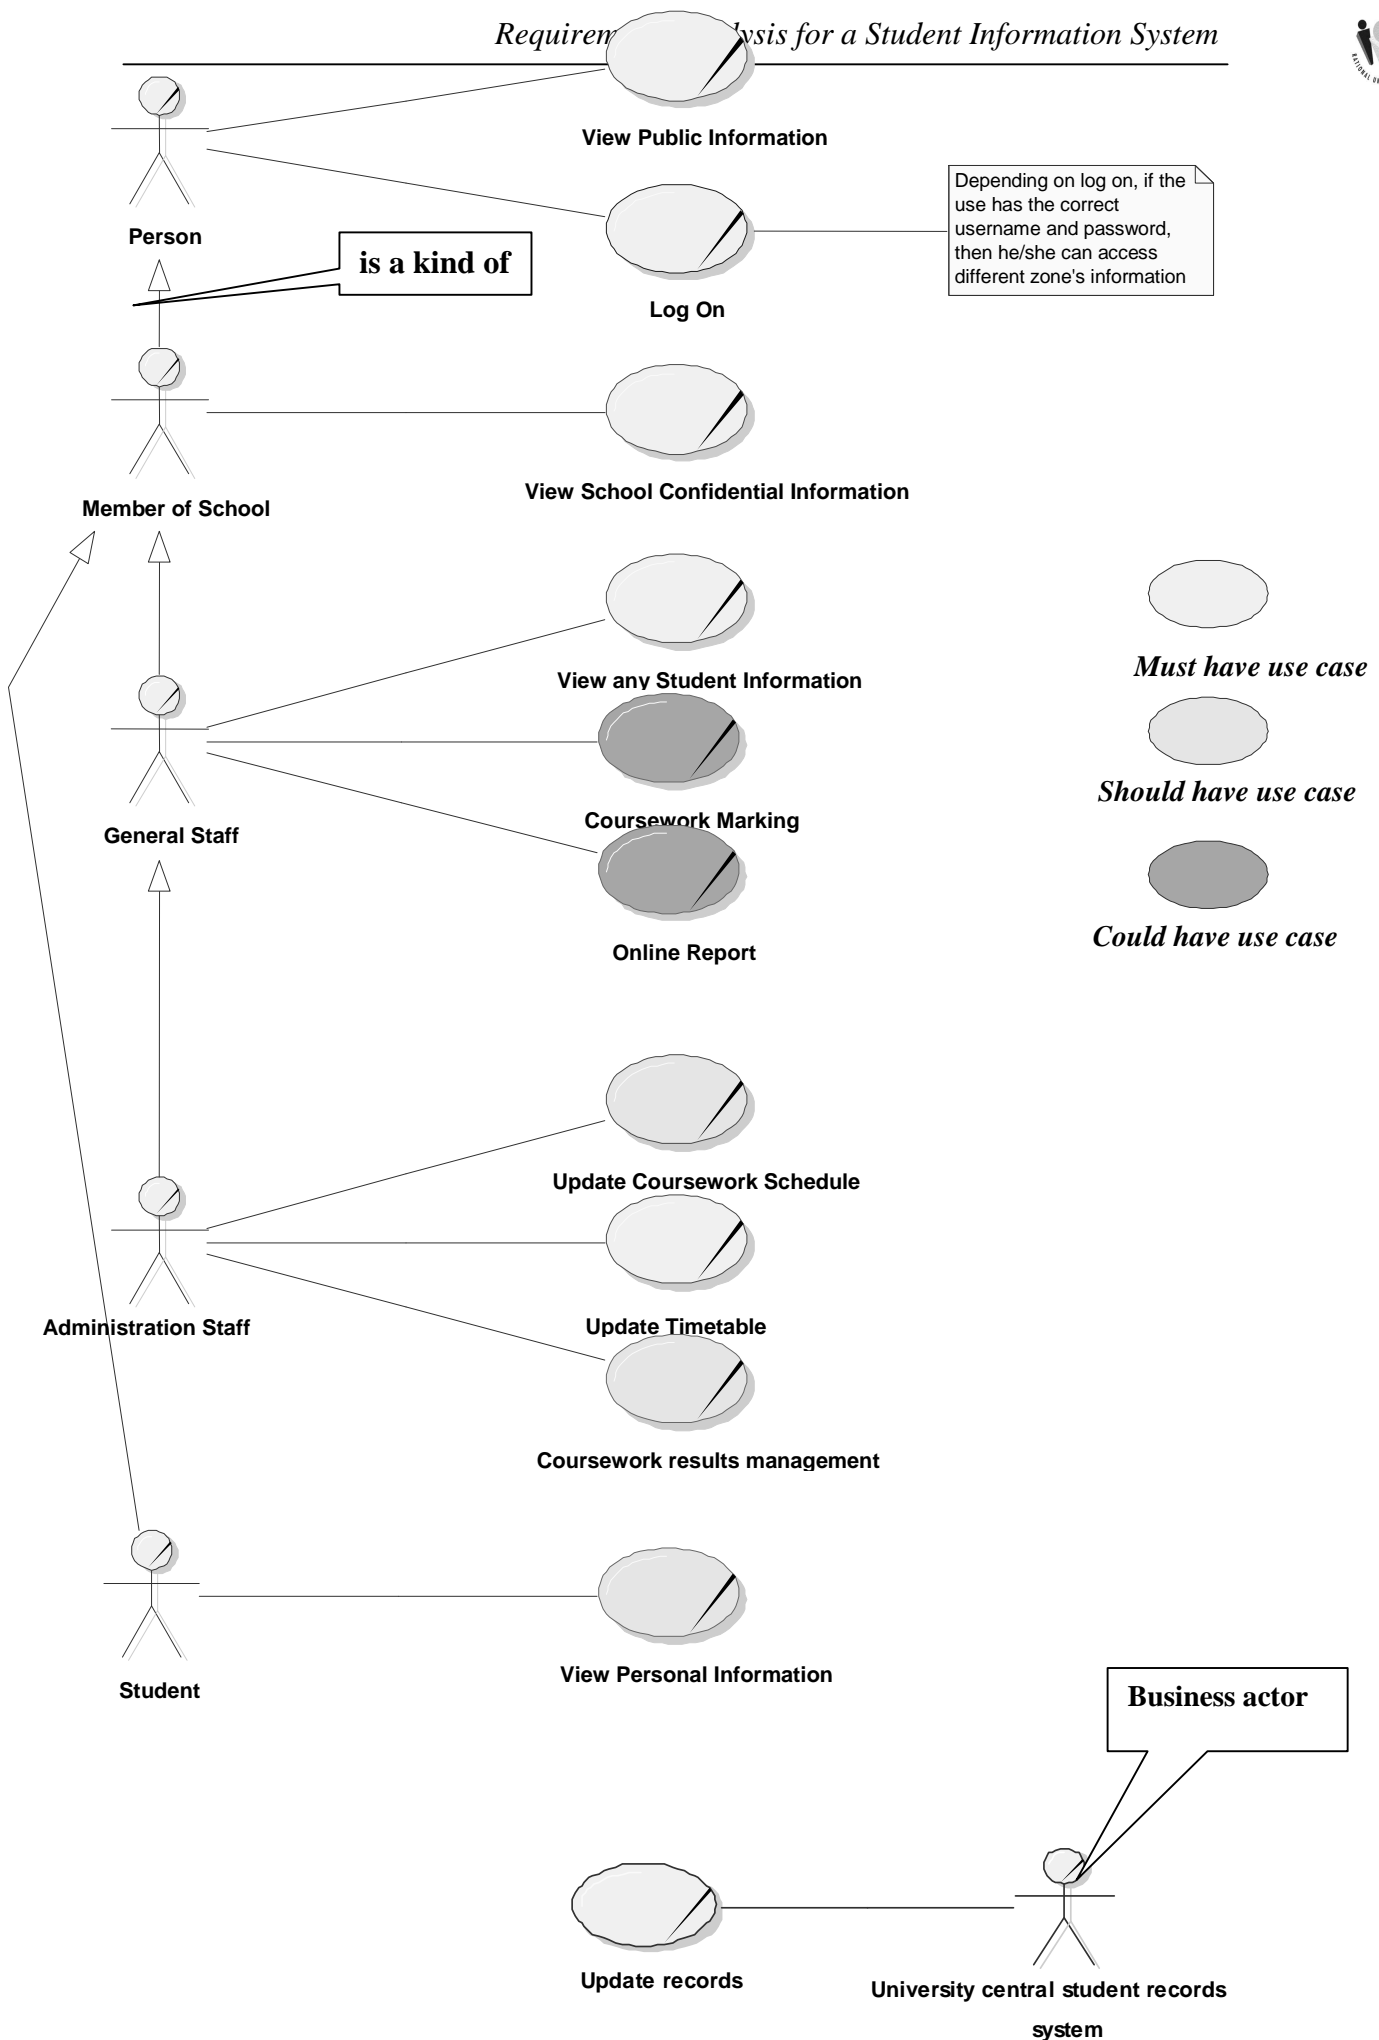 Requirem lysis for a Student Information System
View Public Information
Person
Depending on log on, if the
use has the correct
username and password,
then he/she can access
different zone's information
is a kind of
Log On
Member of School
View School Confidential Information
View any Student Information
Must have use case
Should have use case
General Staff
Coursework Marking
Could have use case
Online Report
Update Coursework Schedule
Administration Staff
Update Timetable
Coursework results management
Student
View Personal Information
Business actor
Update records
University central student records
system